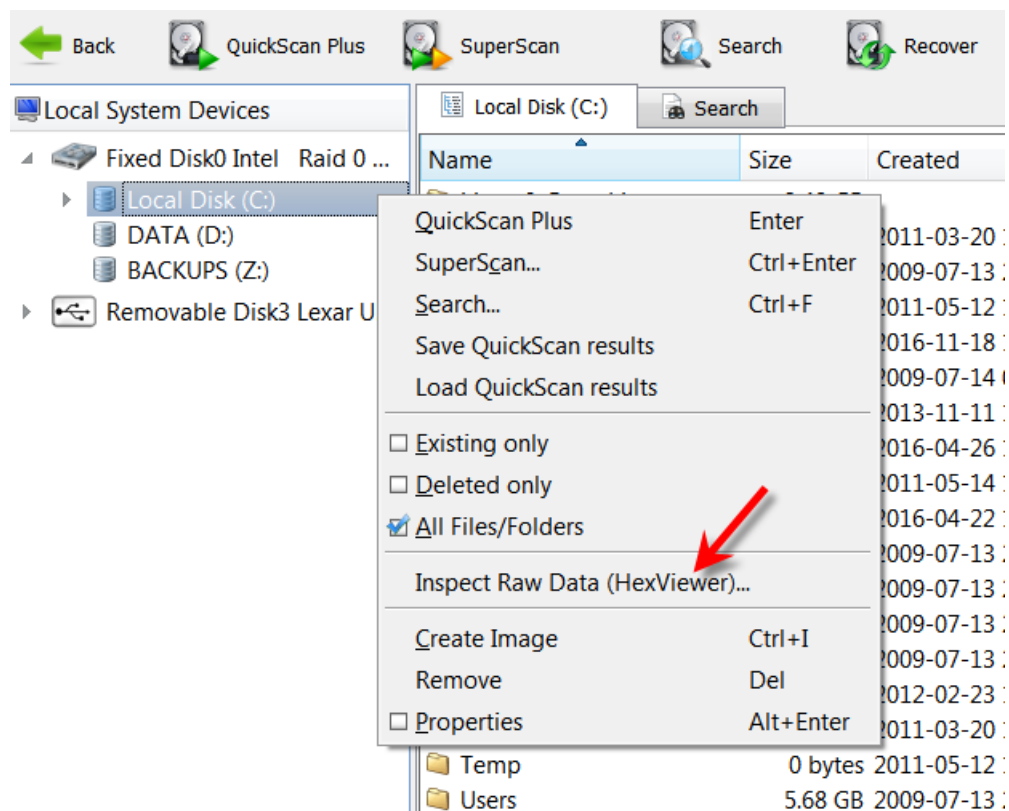 Back QuickScan Plus SuperScan Search Recover
Local System Devices
Fixed Disk0 Intel Raid 0 ...
Local Disk (C:)
DATA (D:)
BACKUPS (Z:)
Removable Disk3 Lexar U
Local Disk (C:) Search
Name Size Created
QuickScan Plus Enter
SuperScan... Ctrl+Enter
Search... Ctrl+F
Save QuickScan results
Load QuickScan results
Existing only
Deleted only
All Files/Folders
Inspect Raw Data (HexViewer)...
Create Image Ctrl+I
Remove Del
Properties Alt+Enter
2011-03-20
2009-07-13
2011-05-12
2016-11-18
2009-07-14
2013-11-11
2016-04-26
2011-05-14
2016-04-22
2009-07-13
2009-07-13
2009-07-13
2009-07-13
2012-02-23
2011-03-20
Temp 0 bytes 2011-05-12
Users 5.68 GB 2009-07-13